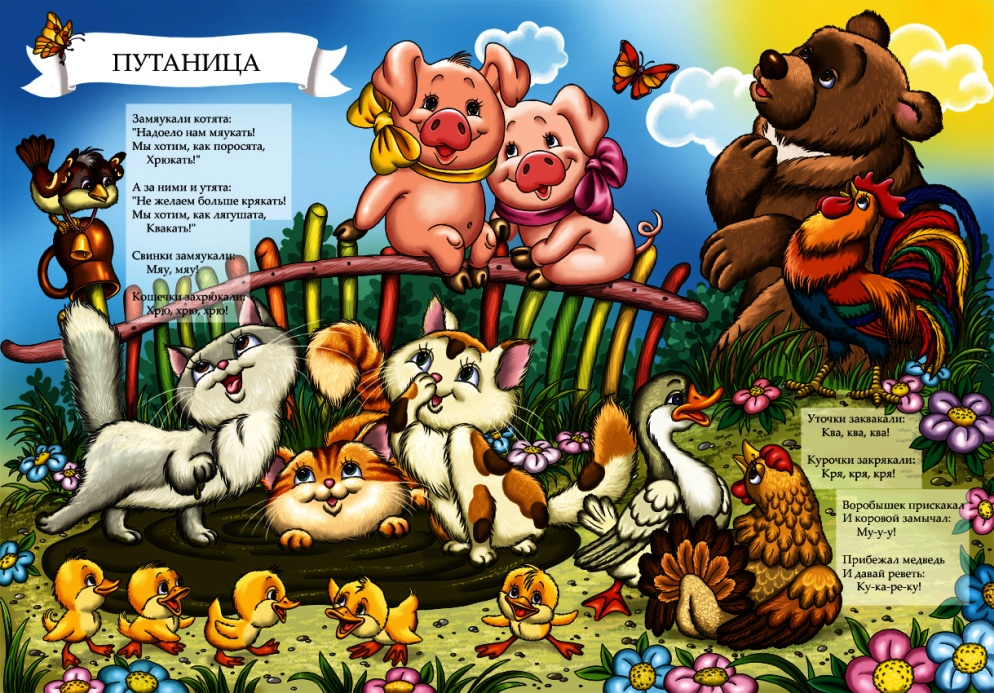 ПУТАНИЦА
Замяукали котята:
"Надоело нам мяукать!
Мы хотим, как поросята,
Хрюкать!"
А за ними и утята:
"Не желаем больше крякать!
Мы хотим, как лягушата,
Квакать!"
Свинки замяукали:
Мяу, мяу!
Кошечки захрюкали:
Хрю, хрю, хрю!
Уточки заквакали:
Ква, ква, ква!
Курочки закрякали:
Кря, кря, кря!
Воробышек прискакал
И коровой замычал:
Му-у-у!
Прибежал медведь
И давай реветь:
Ку-ка-ре-ку!